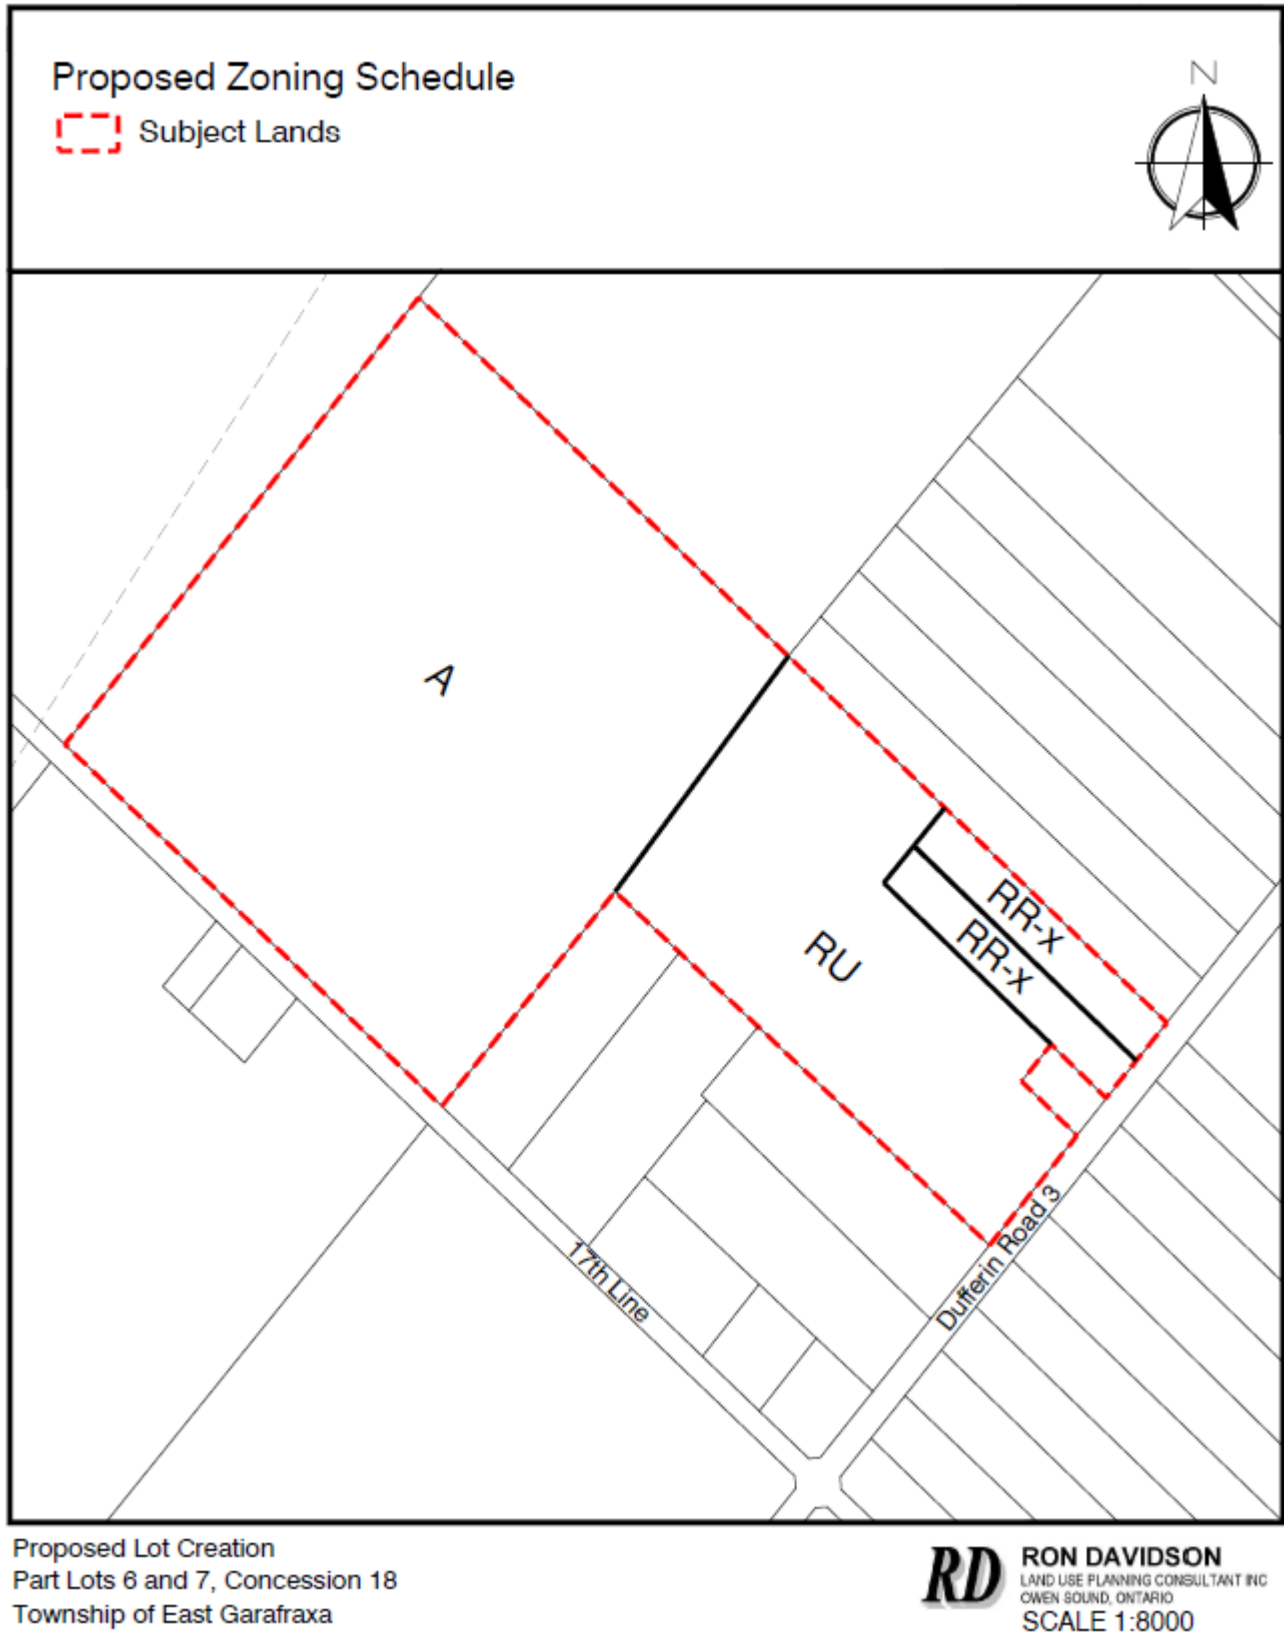 Proposed Zoning Schedule
Subject Lands
N
A
RR-x
RR-x
RU
Dufferin Road 3
17th Line
Proposed Lot Creation
Part Lots 6 and 7, Concession 18
Township of East Garafraxa
RD
RON DAVIDSON
LAND USE PLANNING CONSULTANT INC
OWEN SOUND, ONTARIO
SCALE 1:8000